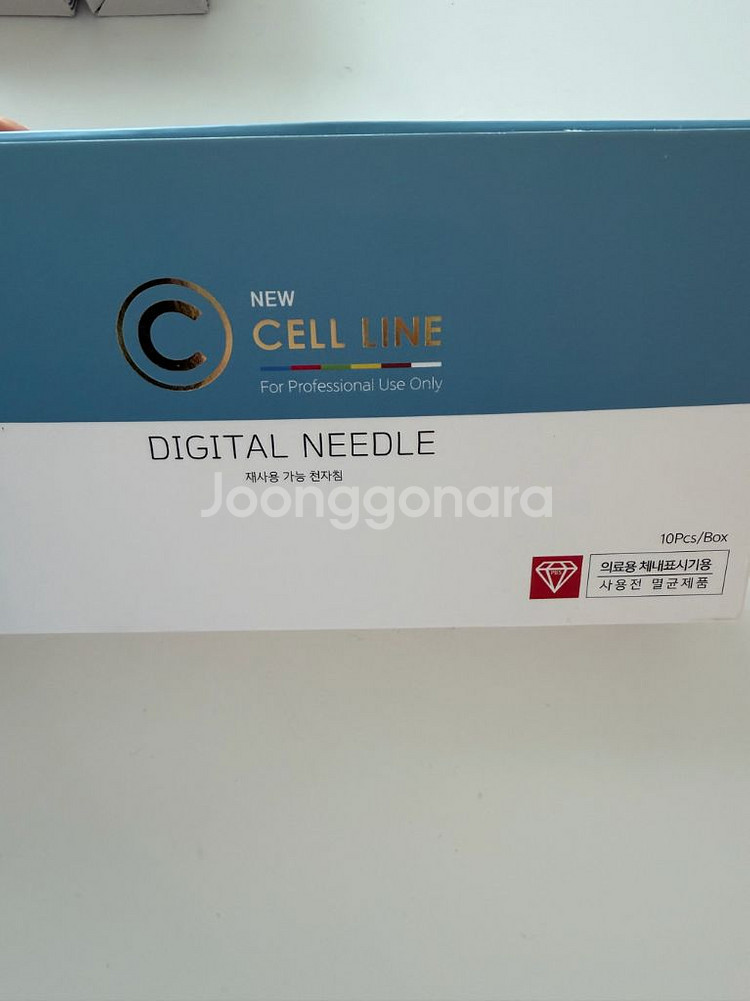 C
NEW
CELL LINE
For Professional Use Only
DIGITAL NEEDLE
재사용 가능 천자침
Joonggonara
10Pcs/Box
의료용 체내표시기용
사용전 멸균제품